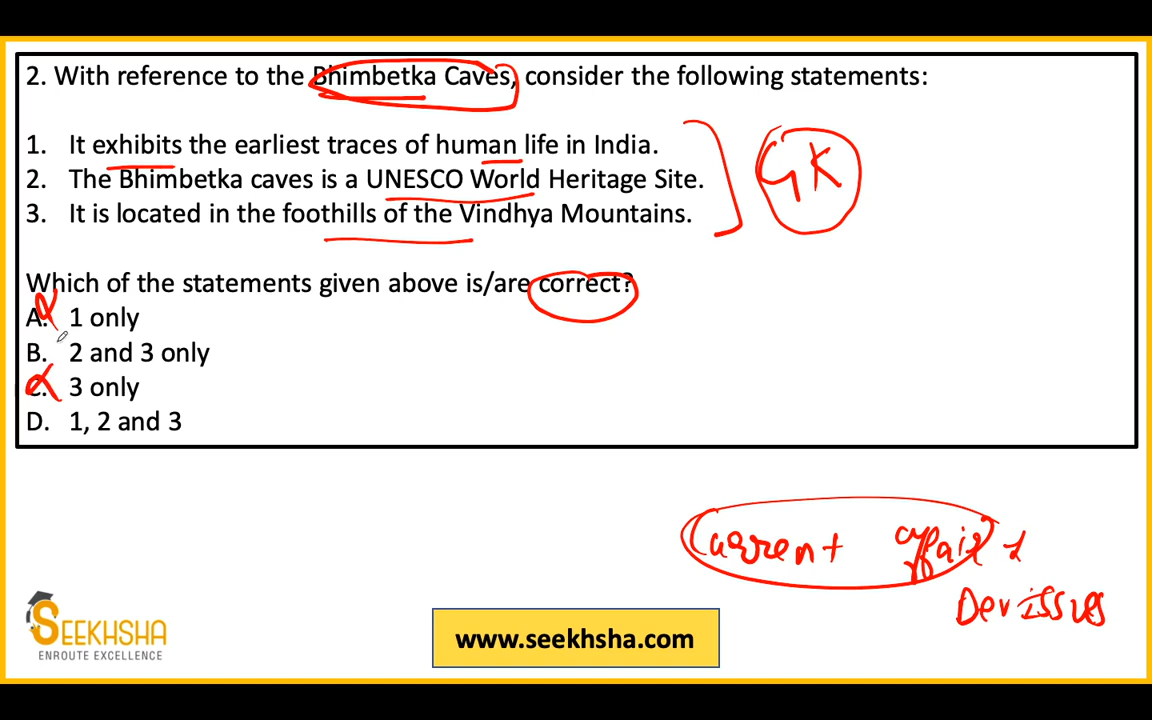 2. With reference to the Bhimbetka Caves, consider the following statements:
1. It exhibits the earliest traces of human life in India.
2. The Bhimbetka caves is a UNESCO World Heritage Site.
3. It is located in the foothills of the Vindhya Mountains.
GK
Which of the statements given above is/are correct?
A. 1 only
B. 2 and 3 only
C. 3 only
D. 1, 2 and 3
Current affair
Dev issues
SEEKHSHA
ENROUTE EXCELLENCE
www.seekhsha.com